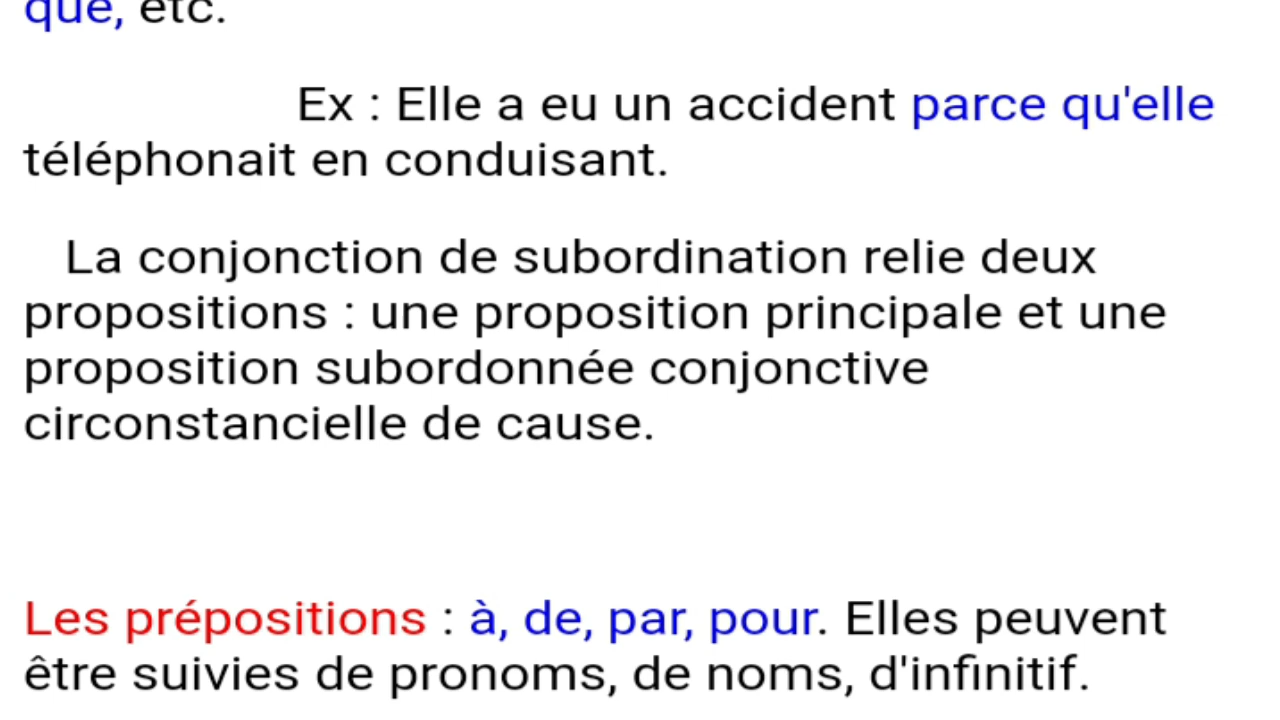 que, etc.
Ex : Elle a eu un accident parce qu'elle
téléphonait en conduisant.
La conjonction de subordination relie deux
propositions : une proposition principale et une
proposition subordonnée conjonctive
circonstancielle de cause.
Les prépositions : à, de, par, pour. Elles peuvent
être suivies de pronoms, de noms, d'infinitif.